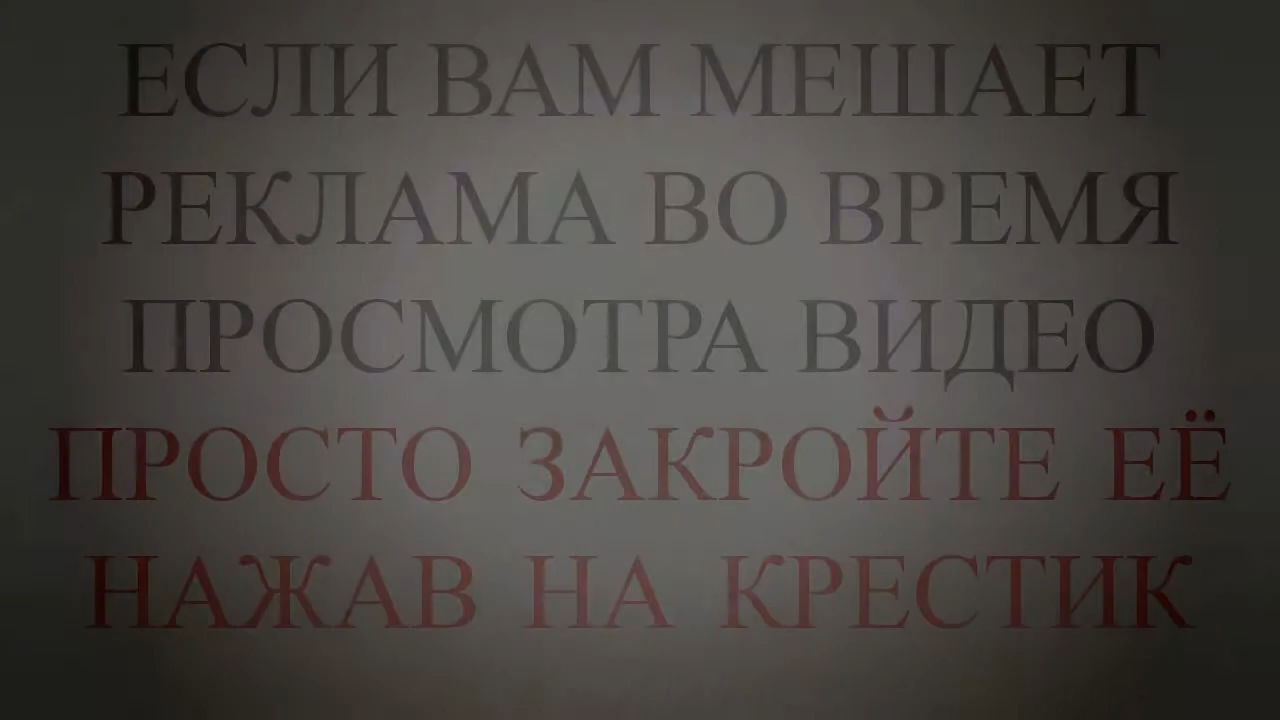 ЕСЛИ ВАМ МЕШАЕТ
РЕКЛАМА ВО ВРЕМЯ
ПРОСМОТРА ВИДЕО
ПРОСТО ЗАКРОЙТЕ ЕЁ
НАЖАВ НА КРЕСТИК